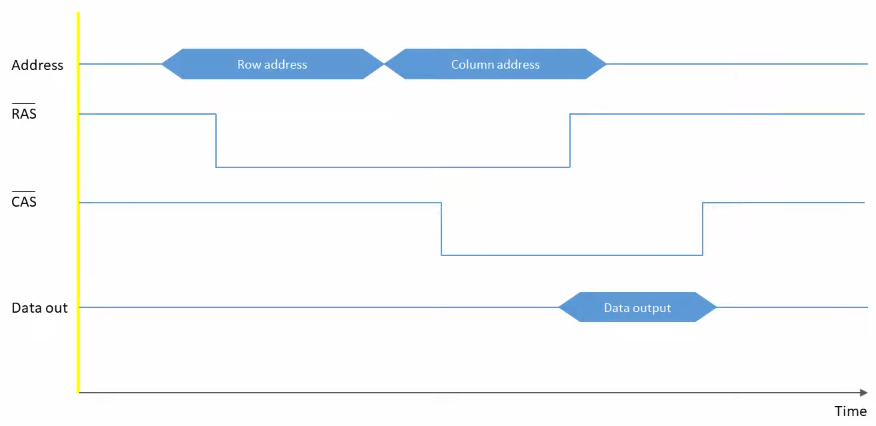 Address
Row address
Column address
RAS
CAS
Data out
Data output
Time